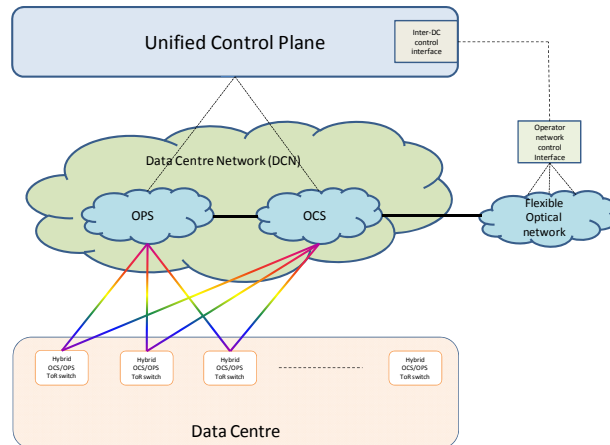 Unified Control Plane
Inter-DC
control
interface
Operator
network
control
Interface
Data Centre Network (DCN)
OPS
OCS
Flexible
Optical
network
Hybrid
OCS/OPS
ToR switch
Hybrid
OCS/OPS
ToR switch
Hybrid
OCS/OPS
ToR switch
Hybrid
OCS/OPS
ToR switch
Data Centre